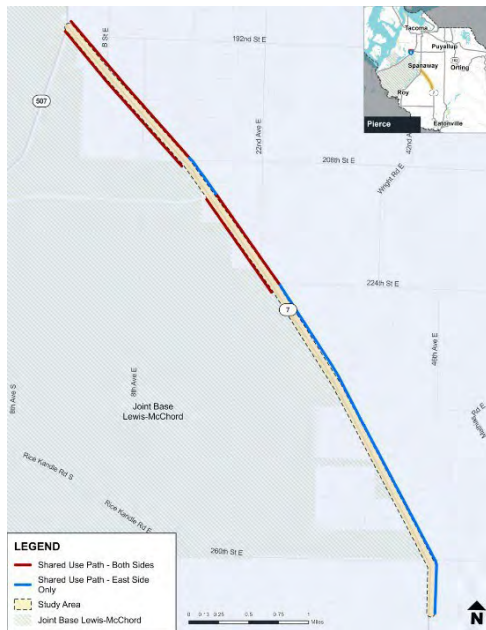 Tacoma
Puyallup
Spanaway
Orting
Roy
Eatonville
Pierce
B St E
192nd St E
507
22nd Ave E
42nd Ave E
208th St E
Wright Rd E
224th St E
7
46th Ave E
8th Ave S
8th Ave E
Joint Base
Lewis-McChord
Rice Kandle Rd S
Rice Kandle Rd E
260th St E
LEGEND
Shared Use Path - Both Sides
Shared Use Path - East Side
Only
Study Area
Joint Base Lewis-McChord
0
0.25
0.5
1
Miles
N